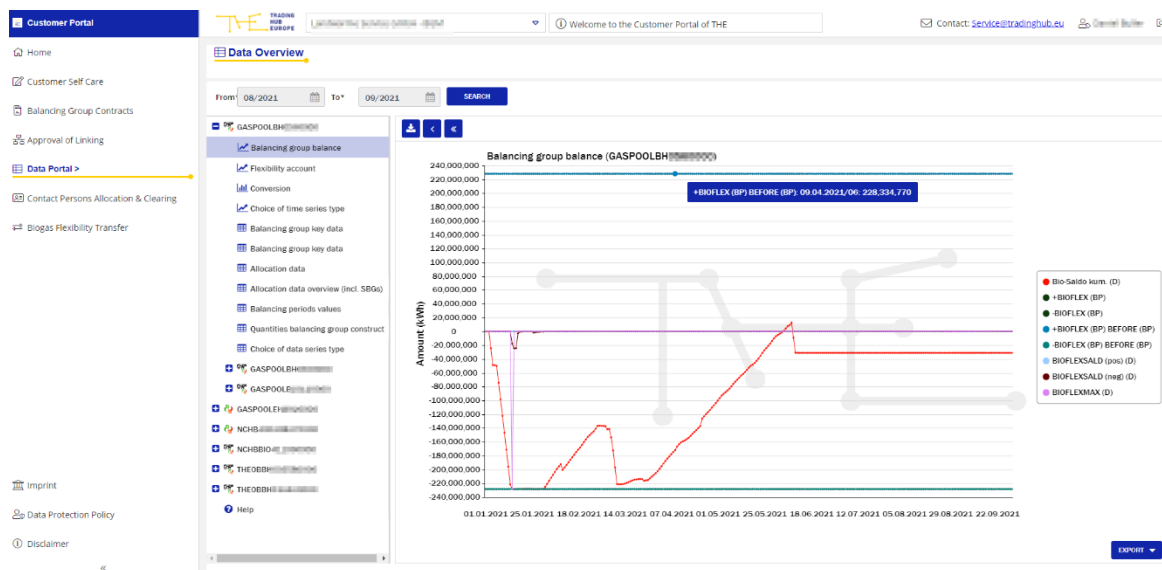 Customer Portal
TRADING
HUB
EUROPE
Welcome to the Customer Portal of THE
Contact: Service@tradinghub.eu
Home
Customer Self Care
Balancing Group Contracts
Approval of Linking
Data Portal >
Contact Persons Allocation & Clearing
Biogas Flexibility Transfer
Imprint
Data Protection Policy
Disclaimer
«
Data Overview
From* 08/2021 To* 09/2021 SEARCH
GASPOOLBH
Balancing group balance
Flexibility account
Conversion
Choice of time series type
Balancing group key data
Balancing group key data
Allocation data
Allocation data overview (incl. SBGs)
Balancing periods values
Quantities balancing group construct
Choice of data series type
GASPOOLBH
GASPOOLE
GASPOOLEH
NCHB
NCHBBIO
THEOBBH
THEOBBH
Help
Balancing group balance (GASPOOLBH
Amount (kWh)
240,000,000
220,000,000
200,000,000
180,000,000
160,000,000
140,000,000
120,000,000
100,000,000
80,000,000
60,000,000
40,000,000
20,000,000
0
-20,000,000
-40,000,000
-60,000,000
-80,000,000
-100,000,000
-120,000,000
-140,000,000
-160,000,000
-180,000,000
-200,000,000
-220,000,000
-240,000,000
+BIOFLEX (BP) BEFORE (BP): 09.04.2021/06: 228,334,770
01.01.2021 25.01.2021 18.02.2021 14.03.2021 07.04.2021 01.05.2021 25.05.2021 18.06.2021 12.07.2021 05.08.2021 29.08.2021 22.09.2021
Bio-Saldo kum. (D)
+BIOFLEX (BP)
-BIOFLEX (BP)
+BIOFLEX (BP) BEFORE (BP)
-BIOFLEX (BP) BEFORE (BP)
BIOFLEXSALD (pos) (D)
BIOFLEXSALD (neg) (D)
BIOFLEXMAX (D)
EXPORT